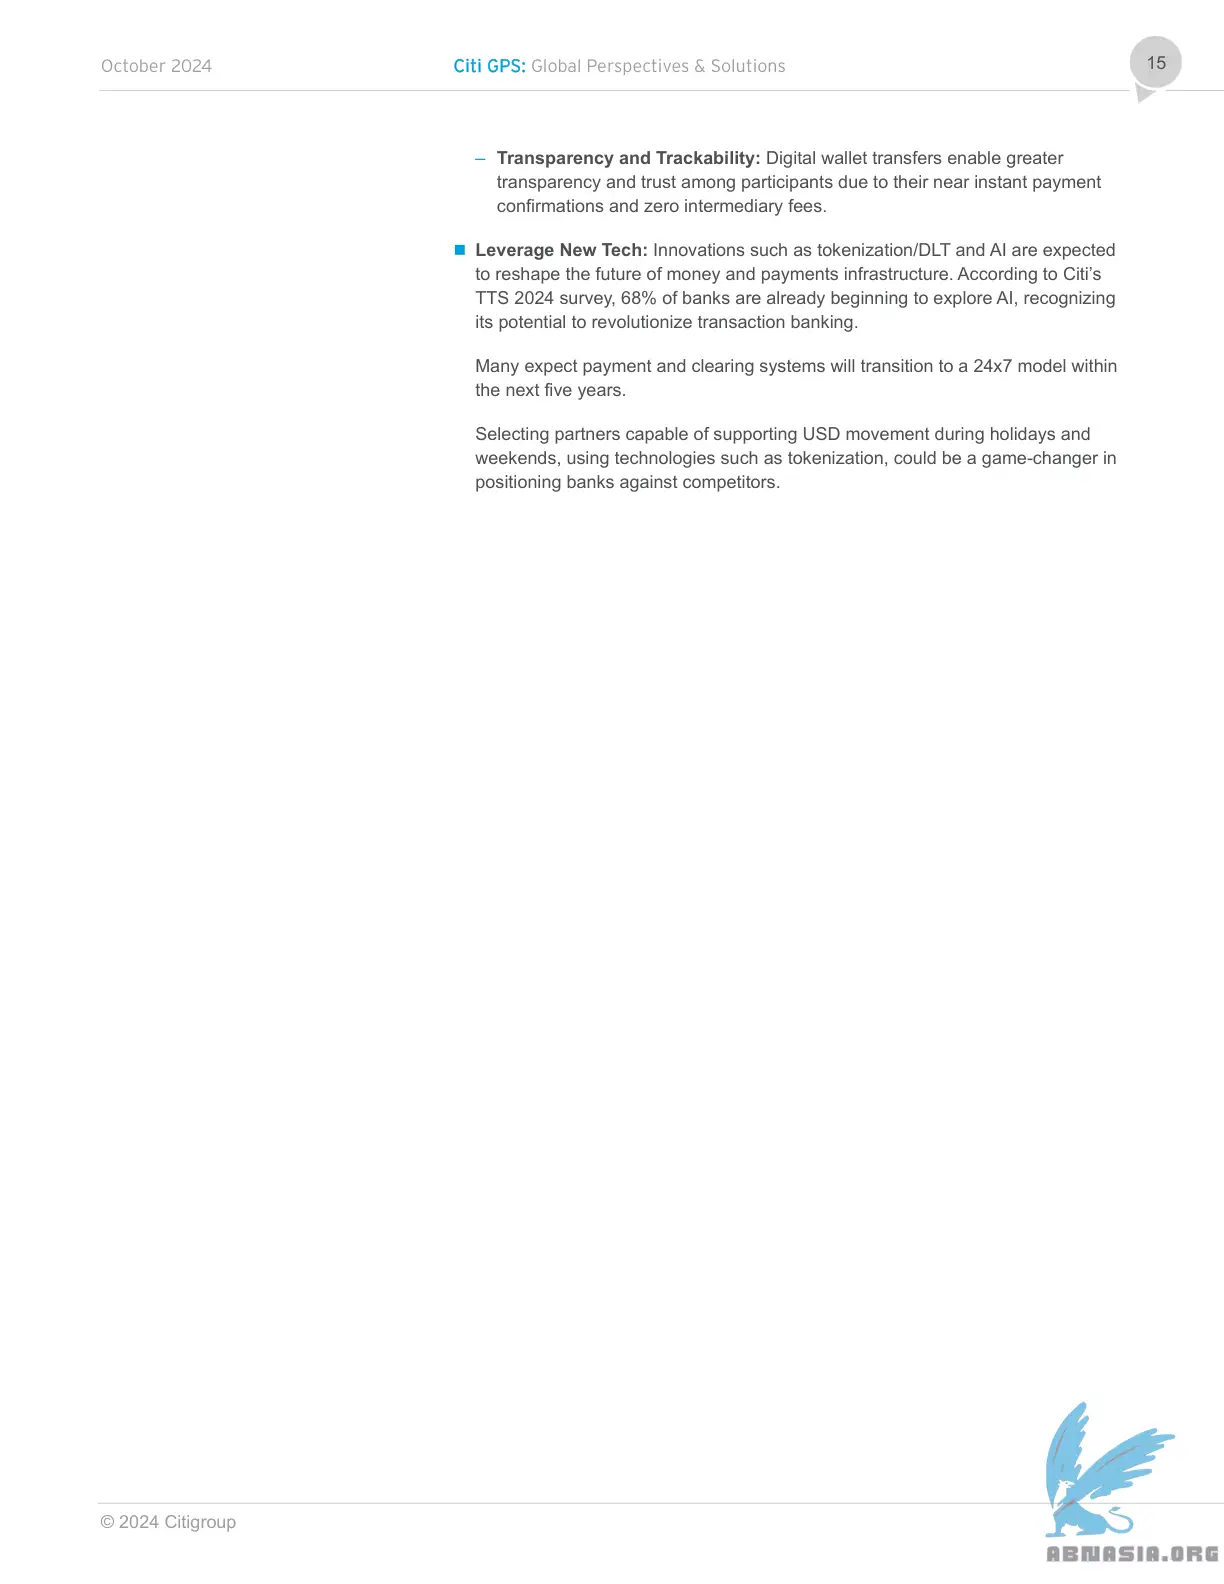 October 2024
Citi GPS: Global Perspectives & Solutions
15
– Transparency and Trackability: Digital wallet transfers enable greater
transparency and trust among participants due to their near instant payment
confirmations and zero intermediary fees.
Leverage New Tech: Innovations such as tokenization/DLT and AI are expected
to reshape the future of money and payments infrastructure. According to Citi’s
TTS 2024 survey, 68% of banks are already beginning to explore AI, recognizing
its potential to revolutionize transaction banking.
Many expect payment and clearing systems will transition to a 24x7 model within
the next five years.
Selecting partners capable of supporting USD movement during holidays and
weekends, using technologies such as tokenization, could be a game-changer in
positioning banks against competitors.
© 2024 Citigroup
ABNASIA.ORG